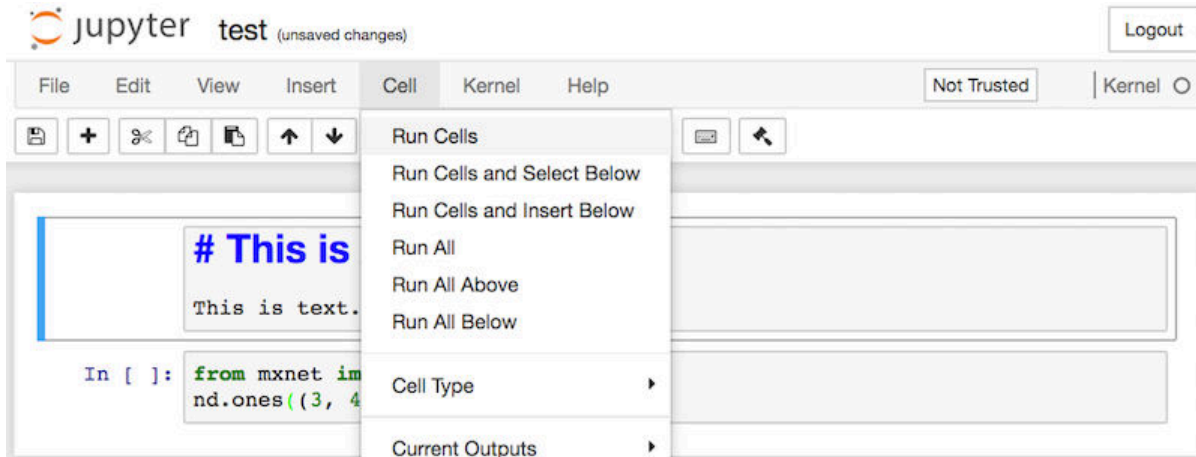 jupyter test (unsaved changes)
Logout
File Edit View Insert Cell Kernel Help
Not Trusted
Kernel
Run Cells
Run Cells and Select Below
Run Cells and Insert Below
Run All
Run All Above
Run All Below
Cell Type
Current Outputs
# This is
This is text.
In [ ]: from mxnet im
nd.ones((3, 4